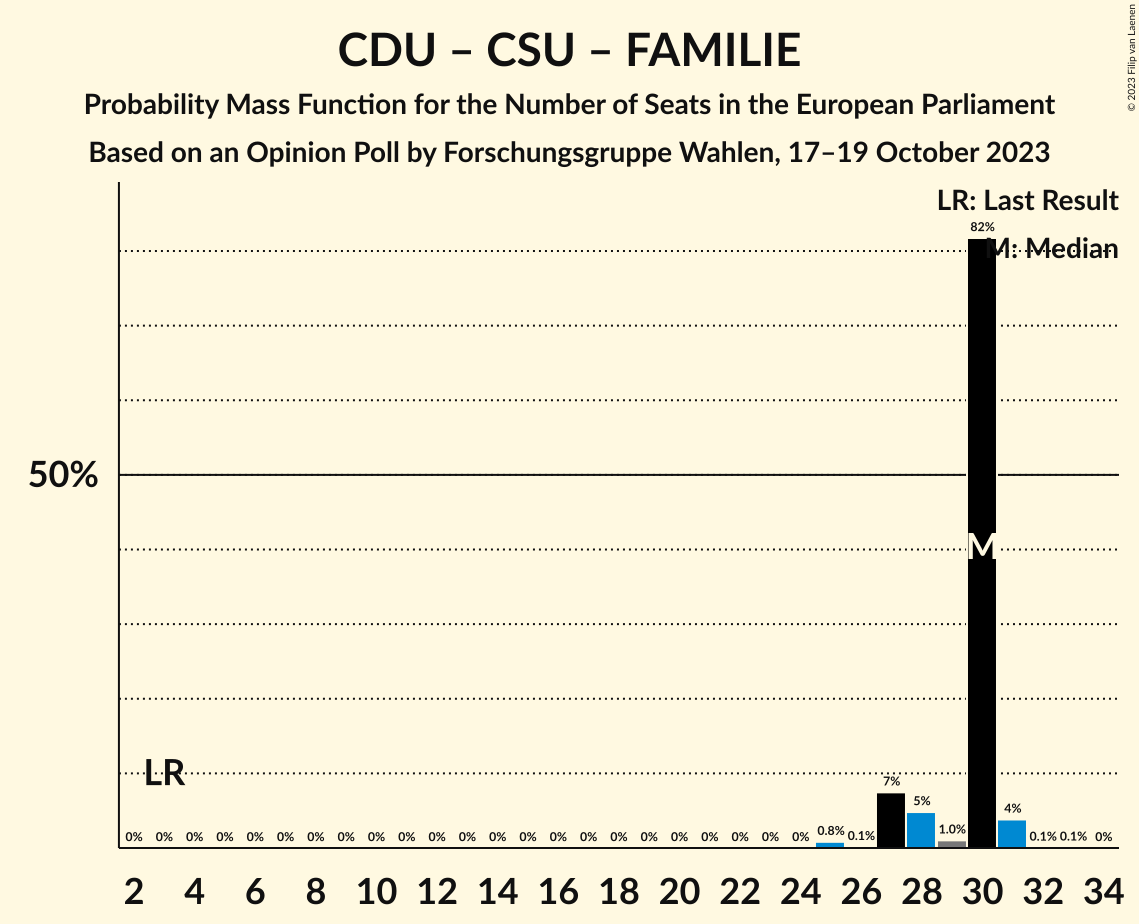 CDU – CSU – FAMILIE
Probability Mass Function for the Number of Seats in the European Parliament
Based on an Opinion Poll by Forschungsgruppe Wahlen, 17–19 October 2023
© 2023 Filip van Laenen
LR: Last Result
M: Median
82%
50%
M
LR
7%
5%
4%
0% 0% 0% 0% 0% 0% 0% 0% 0% 0% 0% 0% 0% 0% 0% 0% 0% 0% 0% 0% 0% 0% 0% 0.8% 0.1% 1.0% 0.1% 0.1% 0%
2 4 6 8 10 12 14 16 18 20 22 24 26 28 30 32 34